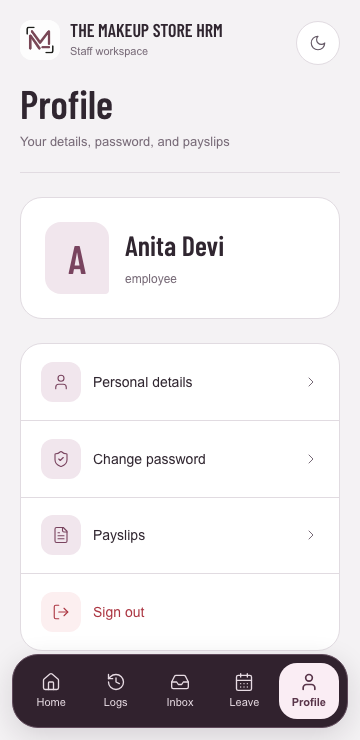 THE MAKEUP STORE HRM
Staff workspace
Profile
Your details, password, and payslips
A
Anita Devi
employee
Personal details
Change password
Payslips
Sign out
Home
Logs
Inbox
Leave
Profile